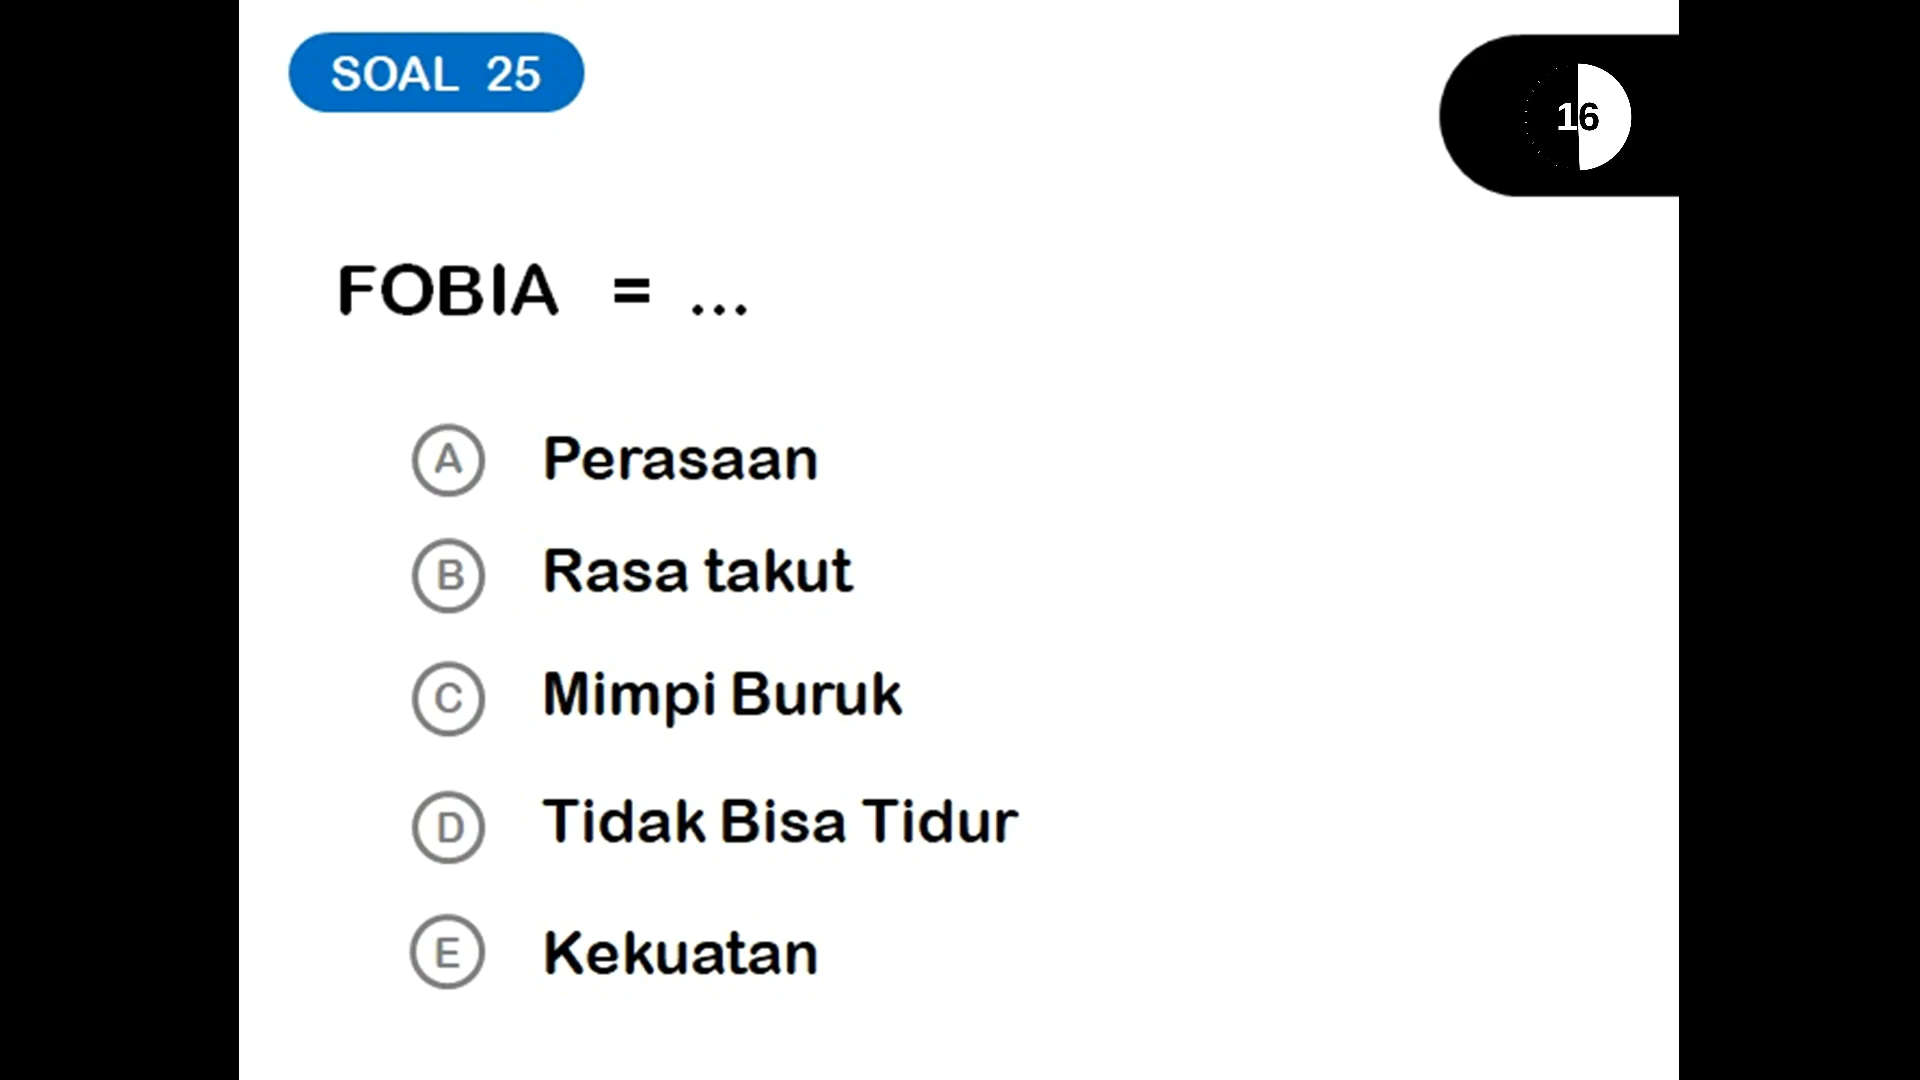 SOAL 25
16
FOBIA = ...
A Perasaan
B Rasa takut
C Mimpi Buruk
D Tidak Bisa Tidur
E Kekuatan